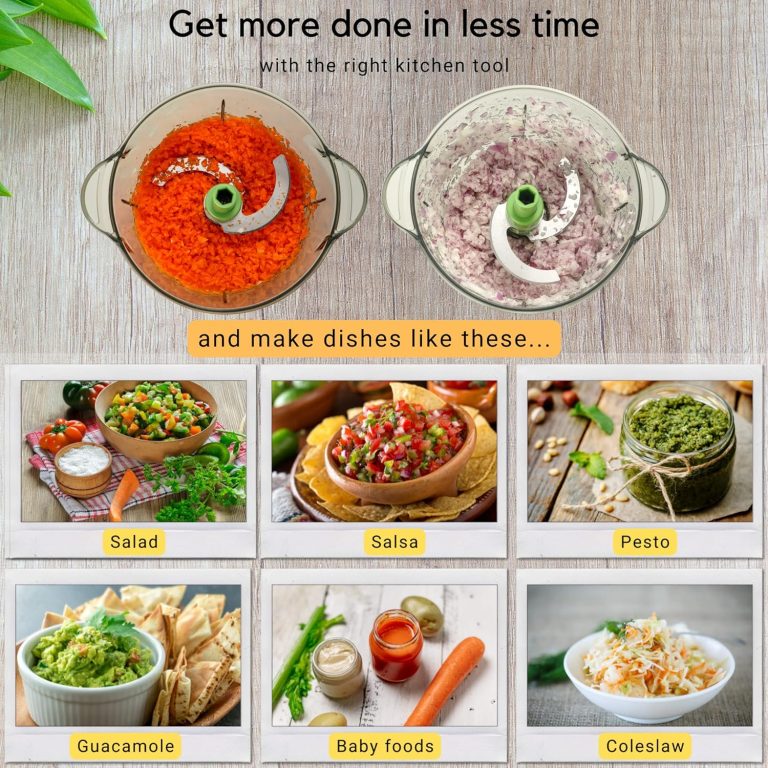 Get more done in less time
with the right kitchen tool
and make dishes like these...
Salad
Salsa
Pesto
Guacamole
Baby foods
Coleslaw